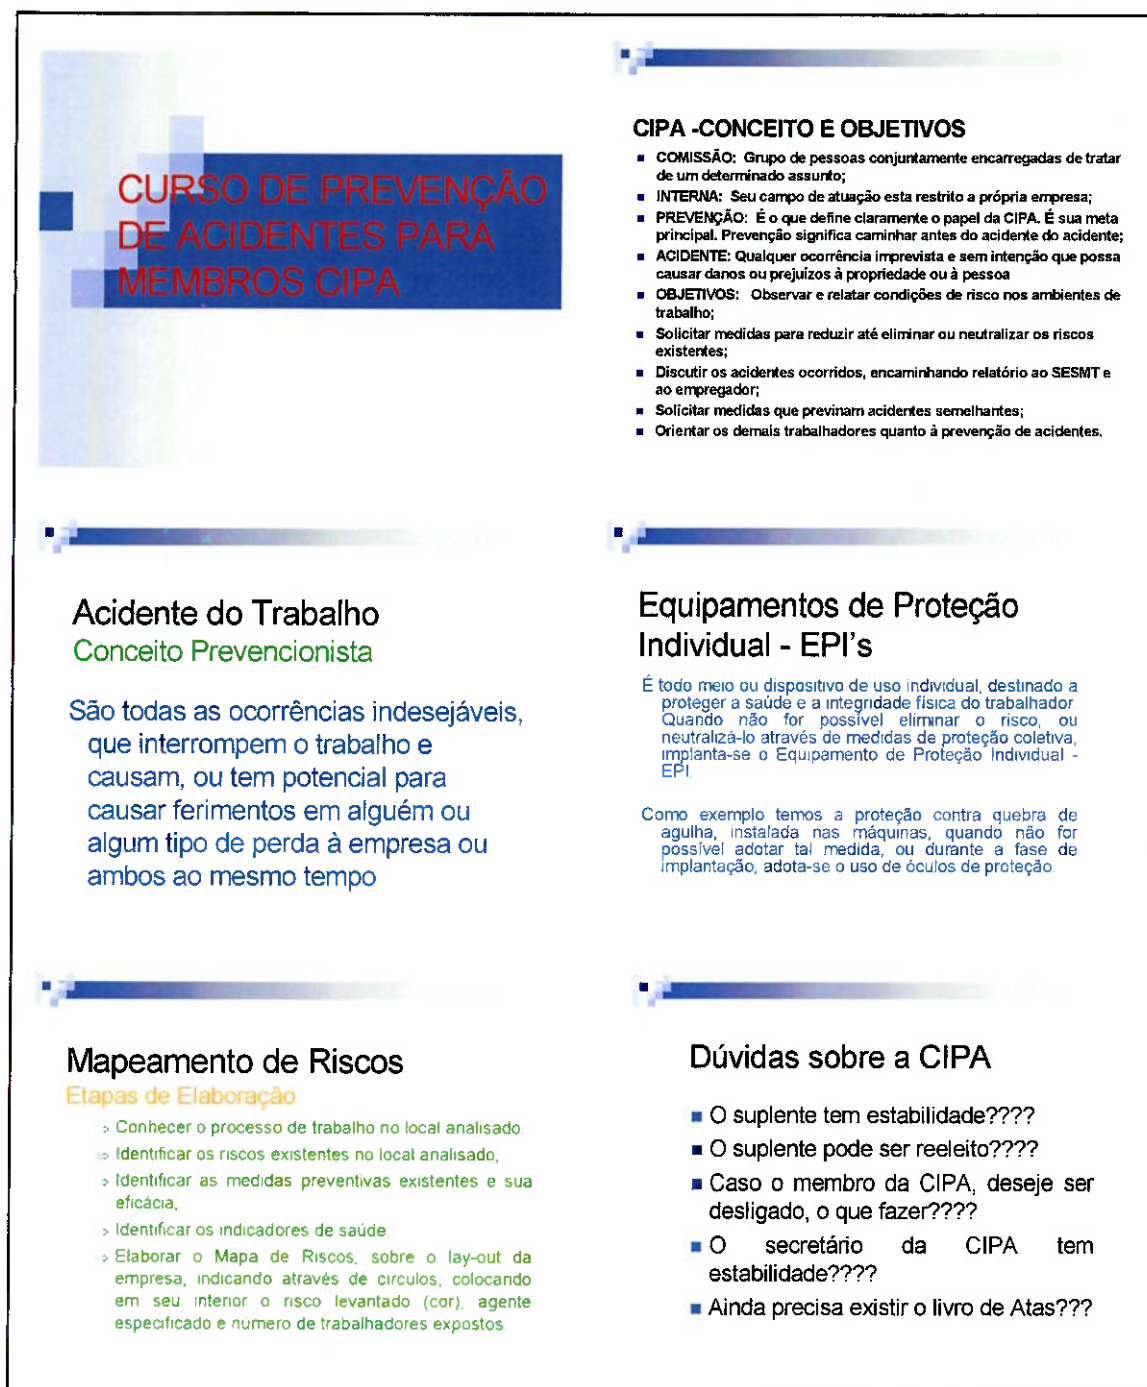 CURSO DE PREVENÇÃO
DE ACIDENTES PARA
MEMBROS CIPA
CIPA -CONCEITO E OBJETIVOS
COMISSÃO: Grupo de pessoas conjuntamente encarregadas de tratar
de um determinado assunto;
INTERNA: Seu campo de atuação esta restrito a própria empresa;
PREVENÇÃO: É o que define claramente o papel da CIPA. É sua meta
principal. Prevenção significa caminhar antes do acidente do acidente;
ACIDENTE: Qualquer ocorrência imprevista e sem intenção que possa
causar danos ou prejuízos à propriedade ou à pessoa
OBJETIVOS: Observar e relatar condições de risco nos ambientes de
trabalho;
Solicitar medidas para reduzir até eliminar ou neutralizar os riscos
existentes;
Discutir os acidentes ocorridos, encaminhando relatório ao SESMT e
ao empregador;
Solicitar medidas que previnam acidentes semelhantes;
Orientar os demais trabalhadores quanto à prevenção de acidentes.
Acidente do Trabalho
Conceito Prevencionista
São todas as ocorrências indesejáveis,
que interrompem o trabalho e
causam, ou tem potencial para
causar ferimentos em alguém ou
algum tipo de perda à empresa ou
ambos ao mesmo tempo
Equipamentos de Proteção
Individual - EPI's
É todo meio ou dispositivo de uso individual, destinado a
proteger a saúde e a integridade física do trabalhador
Quando não for possível eliminar o risco, ou
neutralizá-lo através de medidas de proteção coletiva,
implanta-se o Equipamento de Proteção Individual -
EPI.
Como exemplo temos a proteção contra quebra de
agulha, instalada nas máquinas, quando não for
possível adotar tal medida, ou durante a fase de
implantação, adota-se o uso de óculos de proteção.
Mapeamento de Riscos
Etapas de Elaboração
Conhecer o processo de trabalho no local analisado.
Identificar os riscos existentes no local analisado,
Identificar as medidas preventivas existentes e sua
eficácia,
Identificar os indicadores de saúde
Elaborar o Mapa de Riscos, sobre o lay-out da
empresa, indicando através de círculos, colocando
em seu interior o risco levantado (cor), agente
especificado e número de trabalhadores expostos
Dúvidas sobre a CIPA
O suplente tem estabilidade????
O suplente pode ser reeleito????
Caso o membro da CIPA, deseje ser
desligado, o que fazer????
O secretário da CIPA tem
estabilidade????
Ainda precisa existir o livro de Atas???